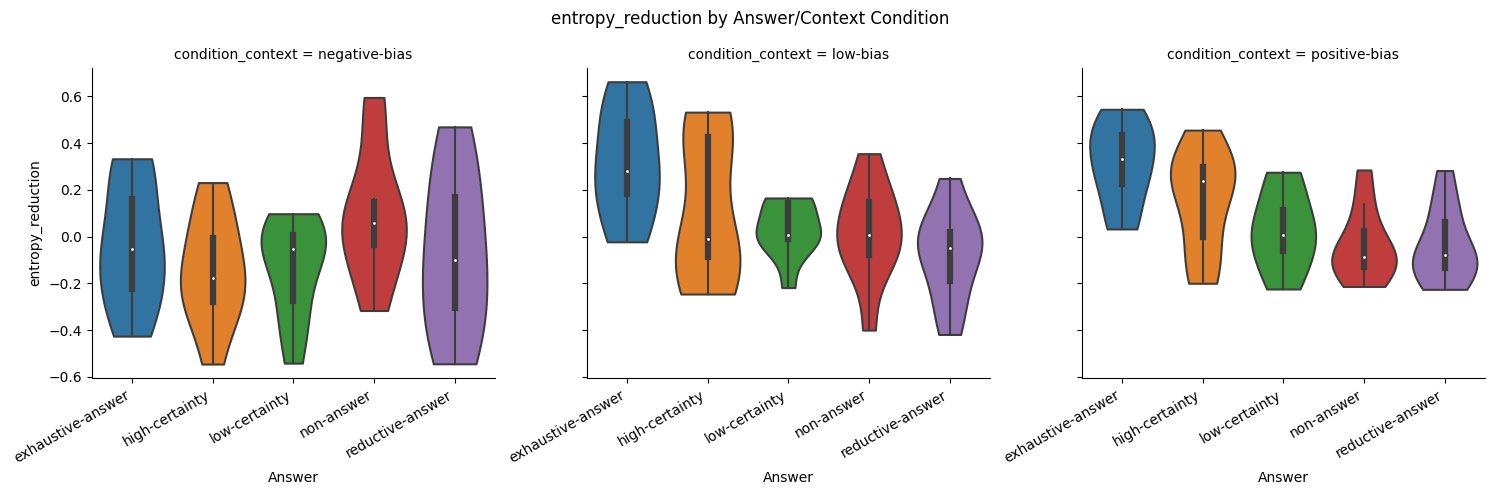 entropy_reduction by Answer/Context Condition
condition_context = negative-bias
condition_context = low-bias
condition_context = positive-bias
entropy_reduction
0.6
0.4
0.2
0.0
−0.2
−0.4
−0.6
exhaustive-answer
high-certainty
low-certainty
non-answer
reductive-answer
Answer
exhaustive-answer
high-certainty
low-certainty
non-answer
reductive-answer
Answer
exhaustive-answer
high-certainty
low-certainty
non-answer
reductive-answer
Answer